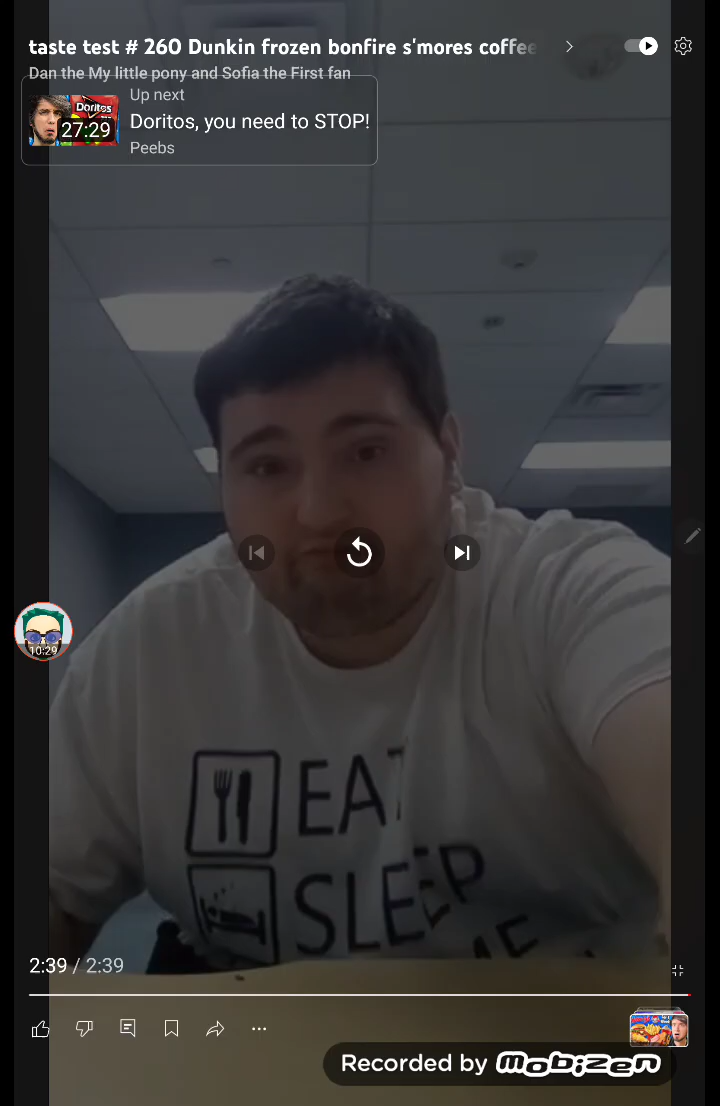 taste test # 260 Dunkin frozen bonfire s'mores coffee
Dan the My little pony and Sofia the First fan
Up next
Doritos
27:29
Doritos, you need to STOP!
Peebs
10:29
EAT
SLEEP
2:39 / 2:39
Recorded by Mobizen